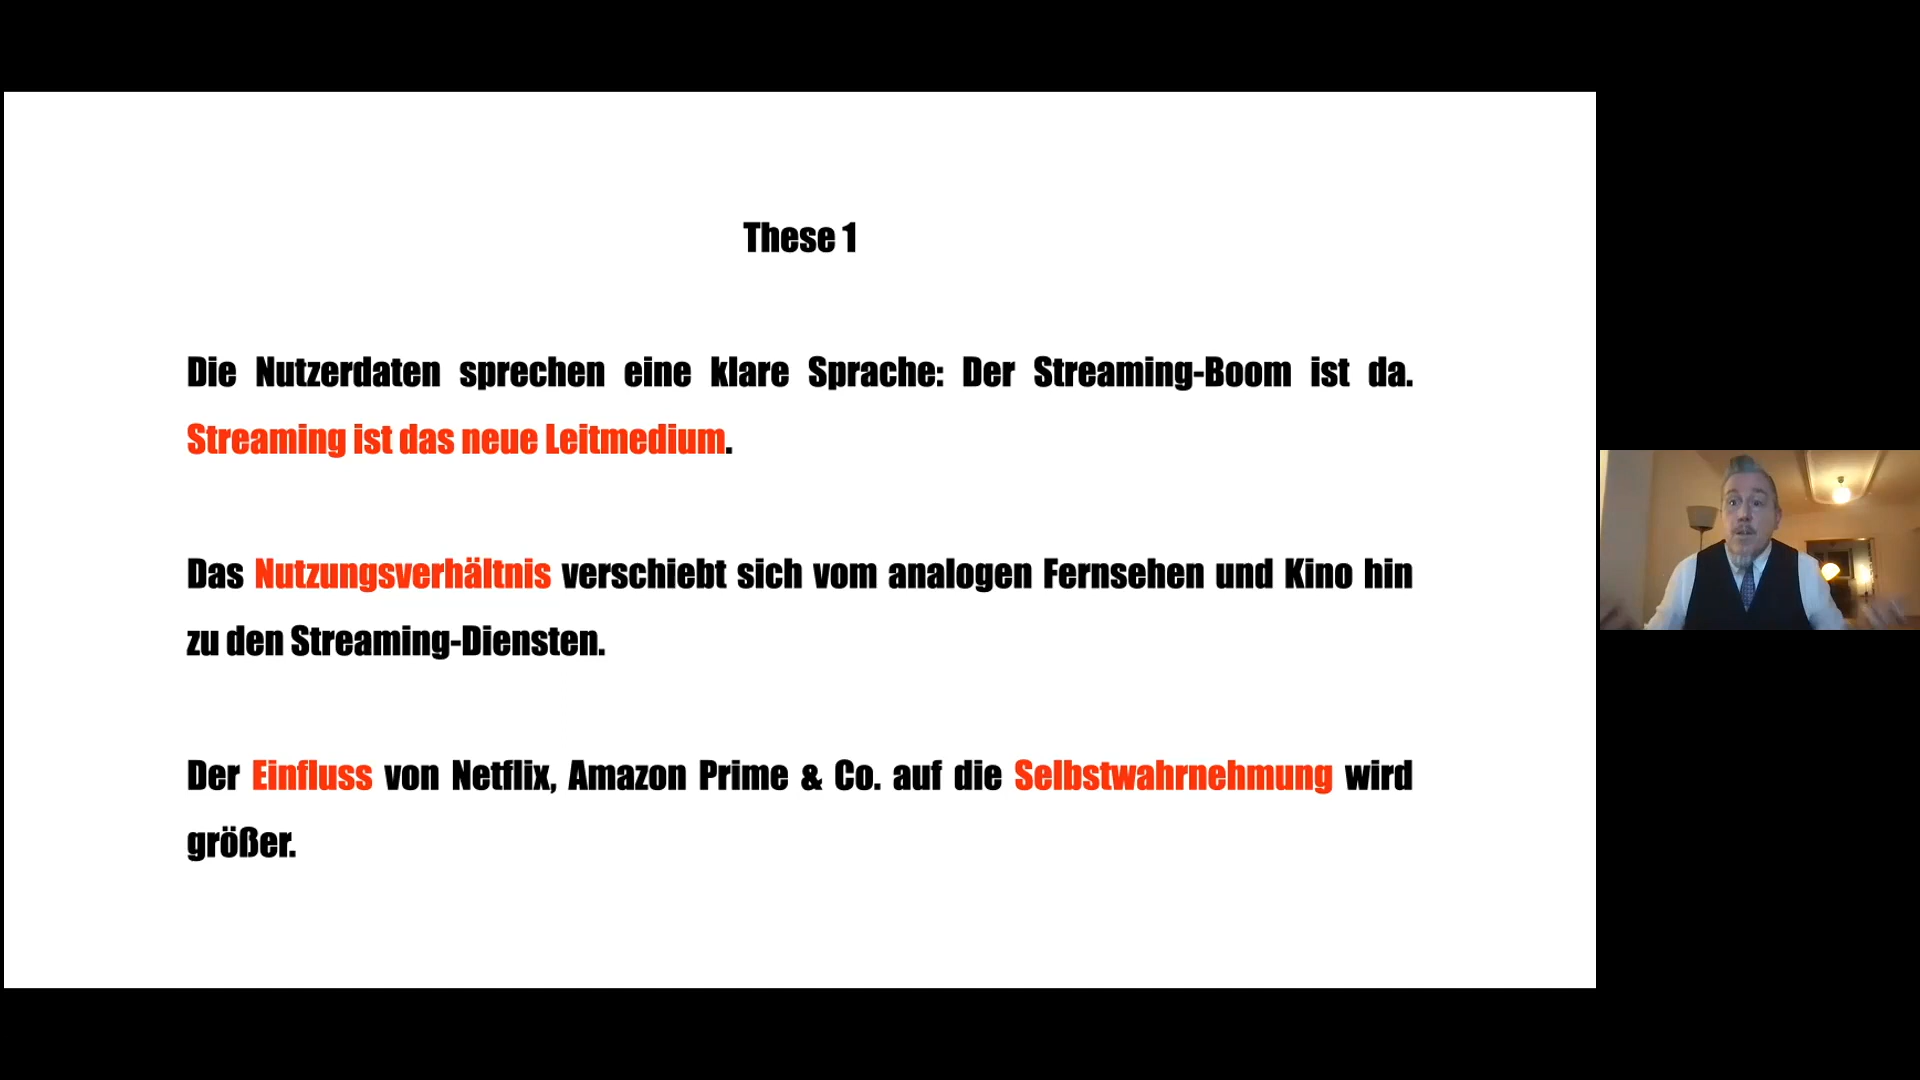 These 1
Die Nutzerdaten sprechen eine klare Sprache: Der Streaming-Boom ist da.
Streaming ist das neue Leitmedium.
Das Nutzungsverhältnis verschiebt sich vom analogen Fernsehen und Kino hin
zu den Streaming-Diensten.
Der Einfluss von Netflix, Amazon Prime & Co. auf die Selbstwahrnehmung wird
größer.